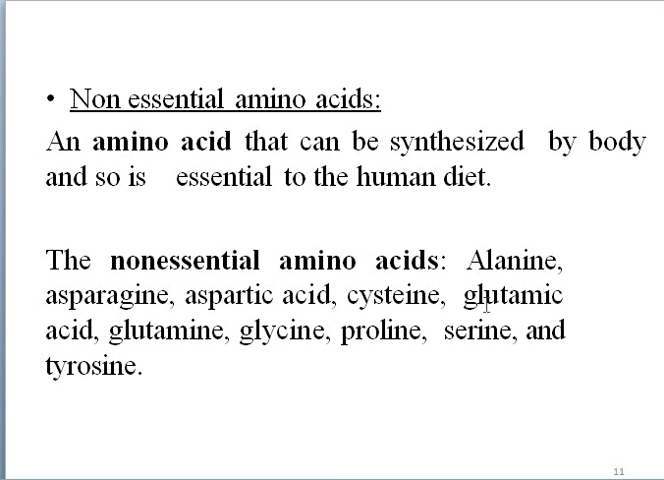 • Non essential amino acids:
An amino acid that can be synthesized by body
and so is essential to the human diet.
The nonessential amino acids: Alanine,
asparagine, aspartic acid, cysteine, glutamic
acid, glutamine, glycine, proline, serine, and
tyrosine.
11